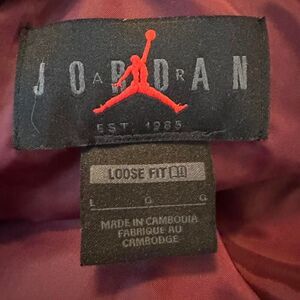 JORDAN
AIR
EST 1985
LOOSE FIT
L G G
MADE IN CAMBODIA
FABRIQUE AU
CAMBODGE